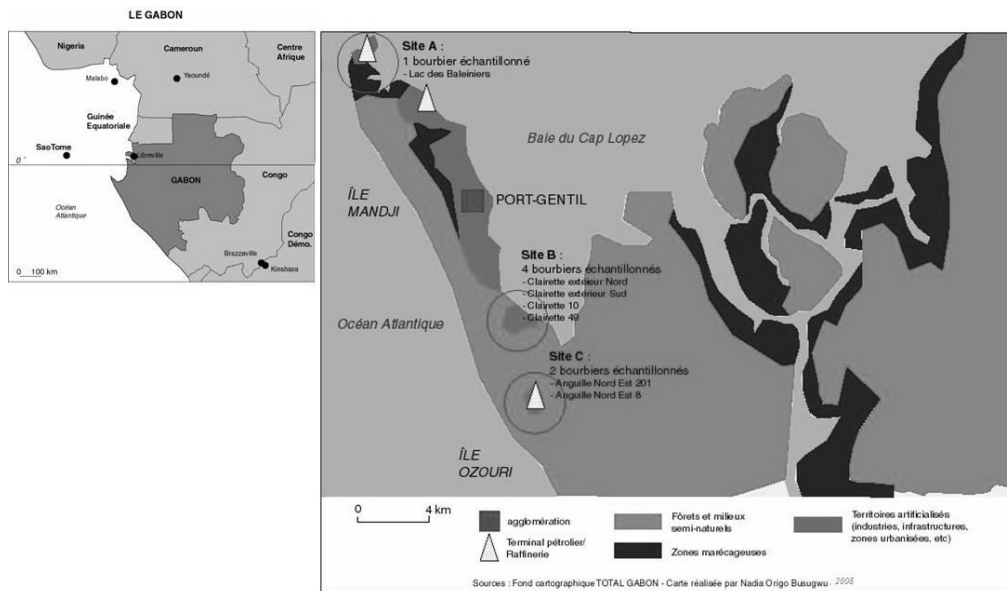 LE GABON
Nigeria
Cameroun
Centre
Afrique
Malabo
Yaoundé
Guinée
Equatoriale
SaoTome
Libreville
0°
GABON
Congo
Océan
Atlantique
Congo
Démo.
Brazzaville
Kinshasa
0 100 km
Site A :
1 bourbier échantillonné
- Lac des Baleiniers
Baie du Cap Lopez
ÎLE
MANDJI
PORT-GENTIL
Site B :
4 bourbiers échantillonnés
- Clairette extérieur Nord
- Clairette extérieur Sud
- Clairette 10
- Clairette 49
Océan Atlantique
Site C :
2 bourbiers échantillonnés
- Anguille Nord Est 201
- Anguille Nord Est 8
ÎLE
OZOURI
0 4 km
agglomération
Terminal pétrolier/
Raffinerie
Fôrets et milieux
semi-naturels
Zones marécageuses
Territoires artificialisés
(industries, infrastructures,
zones urbanisées, etc)
Sources : Fond cartographique TOTAL GABON - Carte réalisée par Nadia Origo Busugwu - 2008